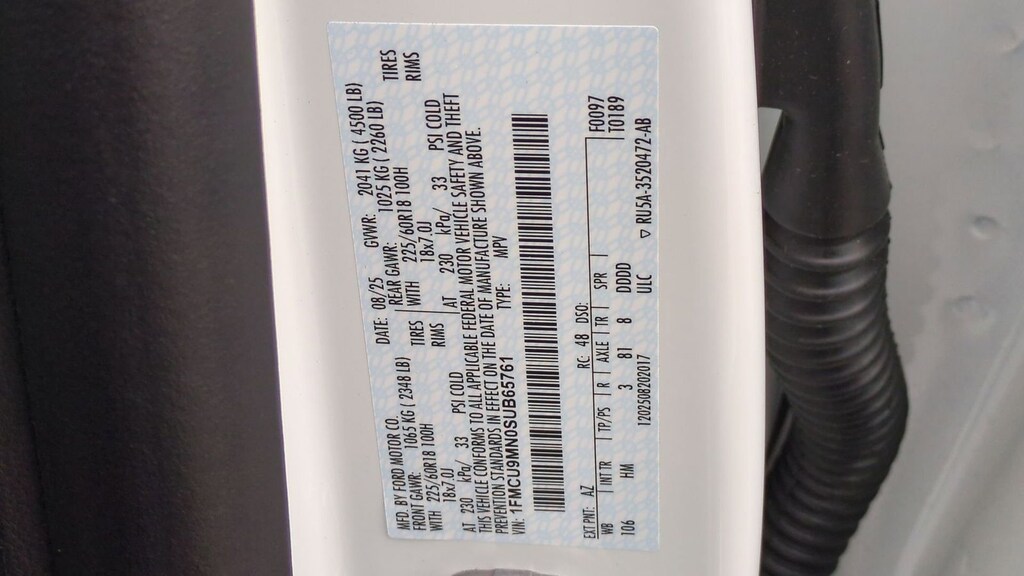 MFD. BY FORD MOTOR CO. DATE: 08/25 GVWR: 2041 KG ( 4500 LB)
FRONT GAWR: 1065 KG ( 2348 LB) REAR GAWR: 1025 KG ( 2260 LB)
WITH 225/60R18 100H TIRES WITH 225/60R18 100H TIRES
18x7.0J RIMS 18x7.0J RIMS
AT 230 kPa/ 33 PSI COLD AT 230 kPa/ 33 PSI COLD
THIS VEHICLE CONFORMS TO ALL APPLICABLE FEDERAL MOTOR VEHICLE SAFETY AND THEFT
PREVENTION STANDARDS IN EFFECT ON THE DATE OF MANUFACTURE SHOWN ABOVE.
VIN: 1FMCU9MN0SUB65761 TYPE: MPV
EXT PNT: AZ RC: 48 DSO: F0097
WB INT TR TP/PS R AXLE TR SPR T0189
106 HM 3 81 8 DDDD
12025082020​17 ULC ▽ RU5A-3520472-AB